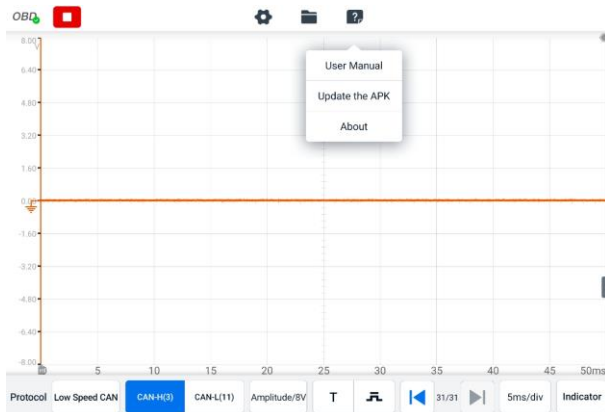 OBD
?
User Manual
Update the APK
About
V
8.00
6.40
4.80
3.20
1.60
0.00
-1.60
-3.20
-4.80
-6.40
-8.00
5 10 15 20 25 30 35 40 45 50ms
Protocol Low Speed CAN CAN-H(3) CAN-L(11) Amplitude/8V T 31/31 5ms/div Indicator